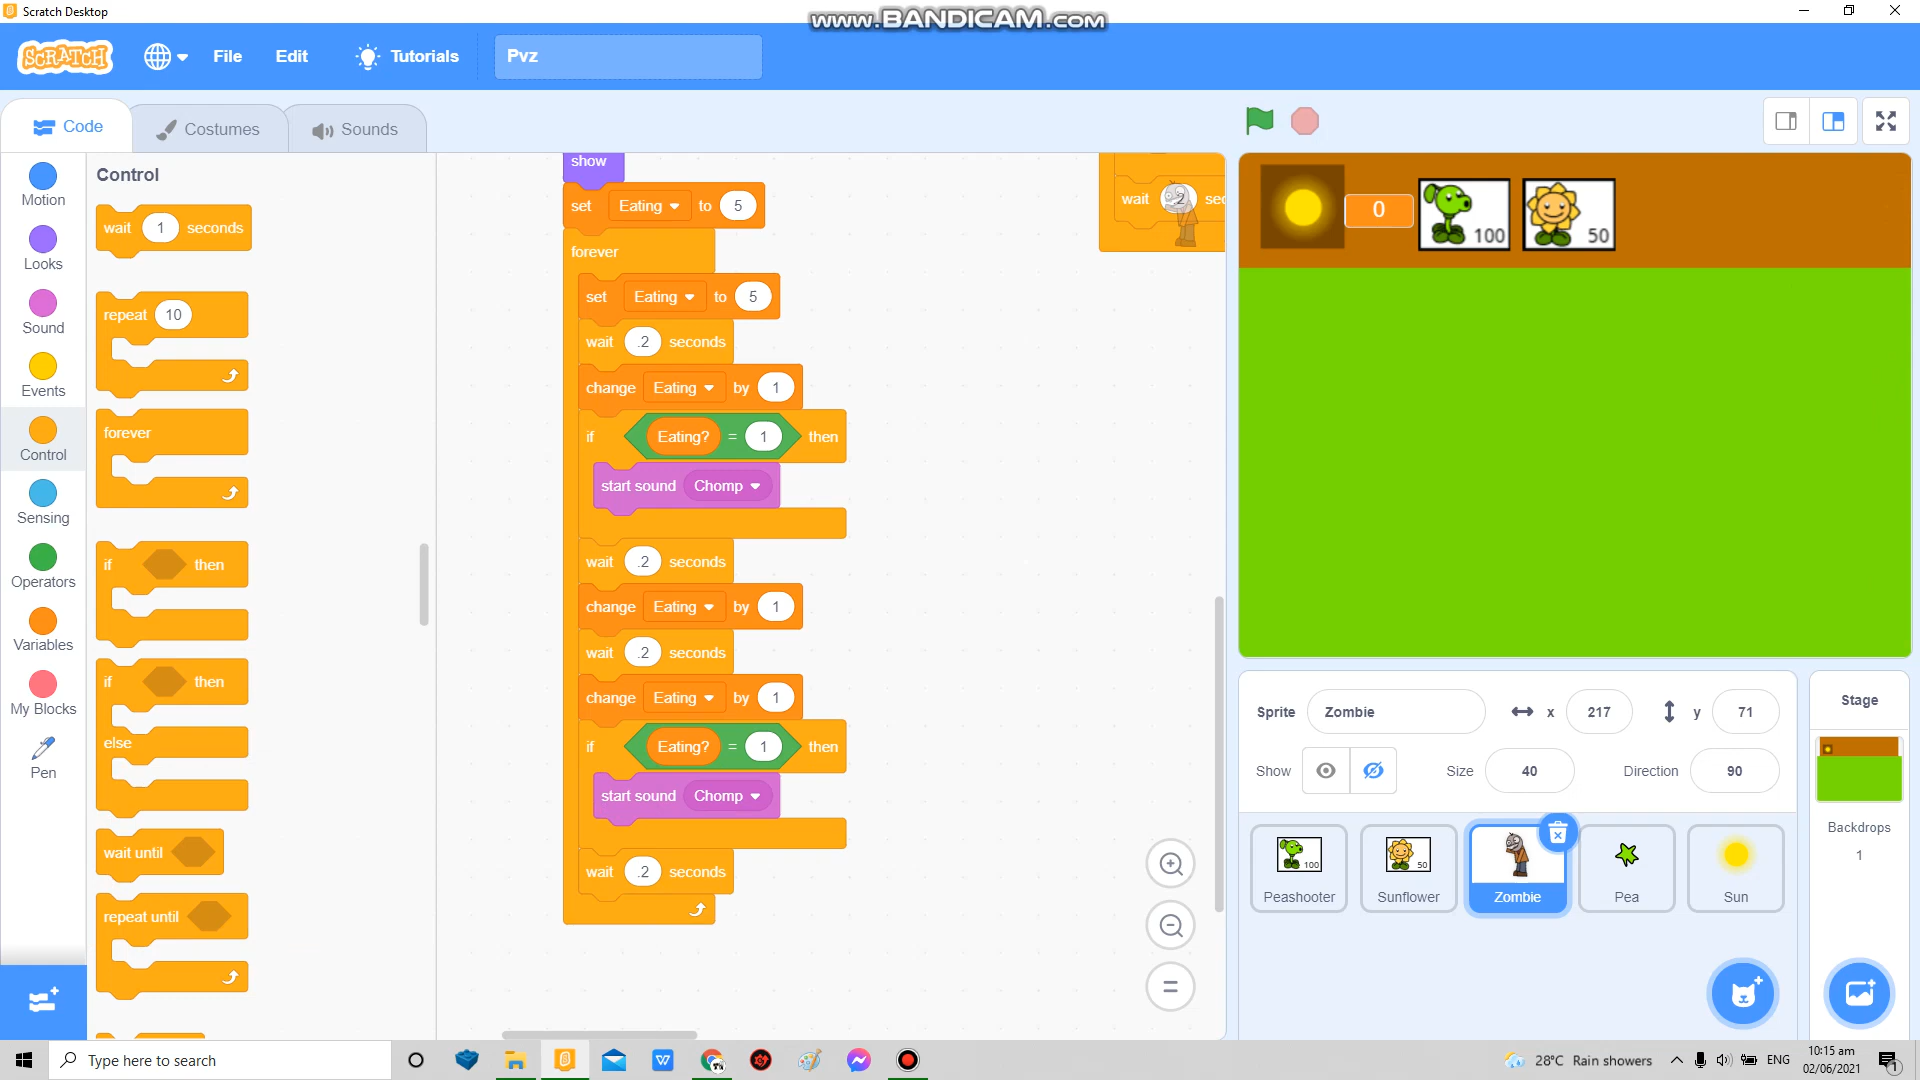 Scratch Desktop
www.BANDICAM.com
SCRATCH
File
Edit
Tutorials
Pvz
Code
Costumes
Sounds
Motion
Looks
Sound
Events
Control
Sensing
Operators
Variables
My Blocks
Pen
Control
wait 1 seconds
repeat 10
forever
if then
if then
else
wait until
repeat until
show
set Eating to 5
forever
set Eating to 5
wait .2 seconds
change Eating by 1
if Eating? = 1 then
start sound Chomp
wait .2 seconds
change Eating by 1
wait .2 seconds
change Eating by 1
if Eating? = 1 then
start sound Chomp
wait .2 seconds
wait .2 sec
0
100
50
Sprite Zombie x 217 y 71
Show Size 40 Direction 90
100
Peashooter
50
Sunflower
Zombie
Pea
Sun
Stage
Backdrops
1
Type here to search
28°C Rain showers
ENG
10:15 am
02/06/2021
1